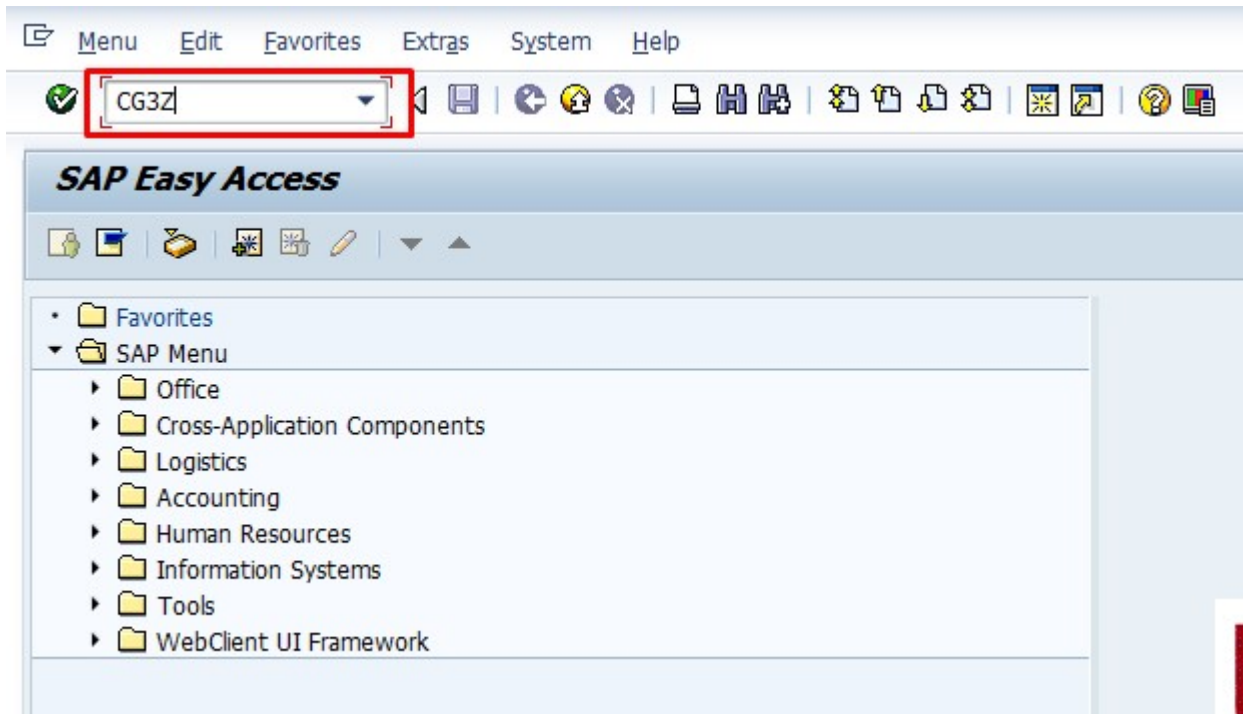 Menu Edit Favorites Extras System Help
CG3Z
SAP Easy Access
Favorites
SAP Menu
Office
Cross-Application Components
Logistics
Accounting
Human Resources
Information Systems
Tools
WebClient UI Framework